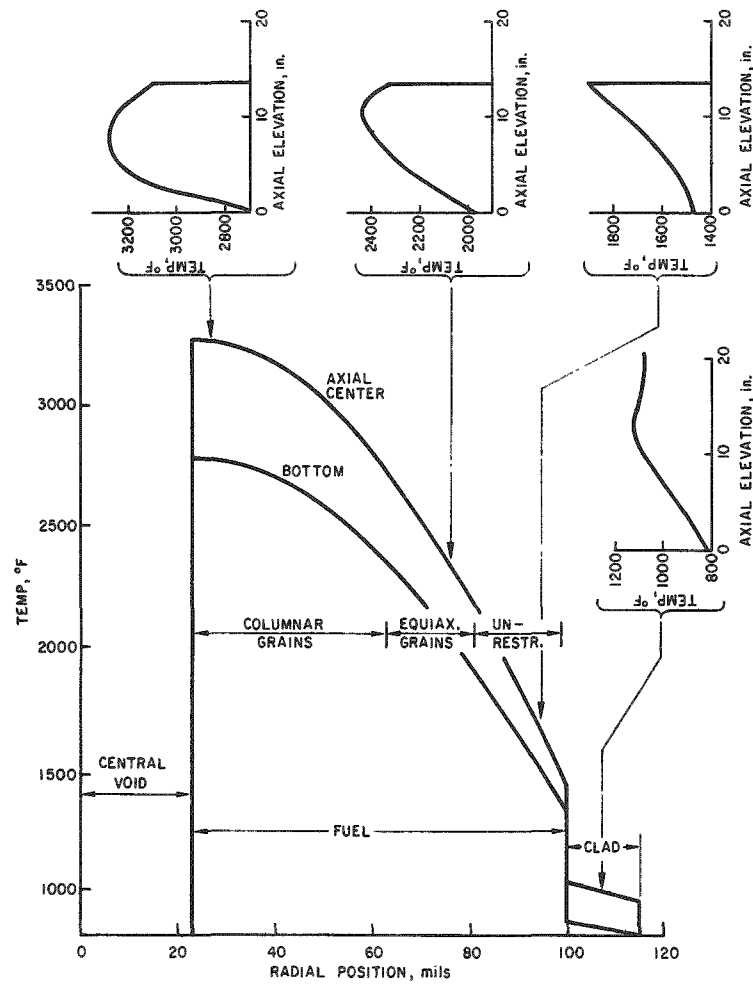 20
10
0
AXIAL ELEVATION, in.
3200
3000
2800
TEMP, °F
20
10
0
AXIAL ELEVATION, in.
2400
2200
2000
TEMP, °F
20
10
0
AXIAL ELEVATION, in.
1800
1600
1400
TEMP, °F
3500
3000
2500
2000
1500
1000
TEMP, °F
AXIAL
CENTER
BOTTOM
COLUMNAR
GRAINS
EQUIAX.
GRAINS
UN-
RESTR.
CENTRAL
VOID
FUEL
CLAD
20
10
0
AXIAL ELEVATION, in.
1200
1000
800
TEMP, °F
0
20
40
60
80
100
120
RADIAL POSITION, mils